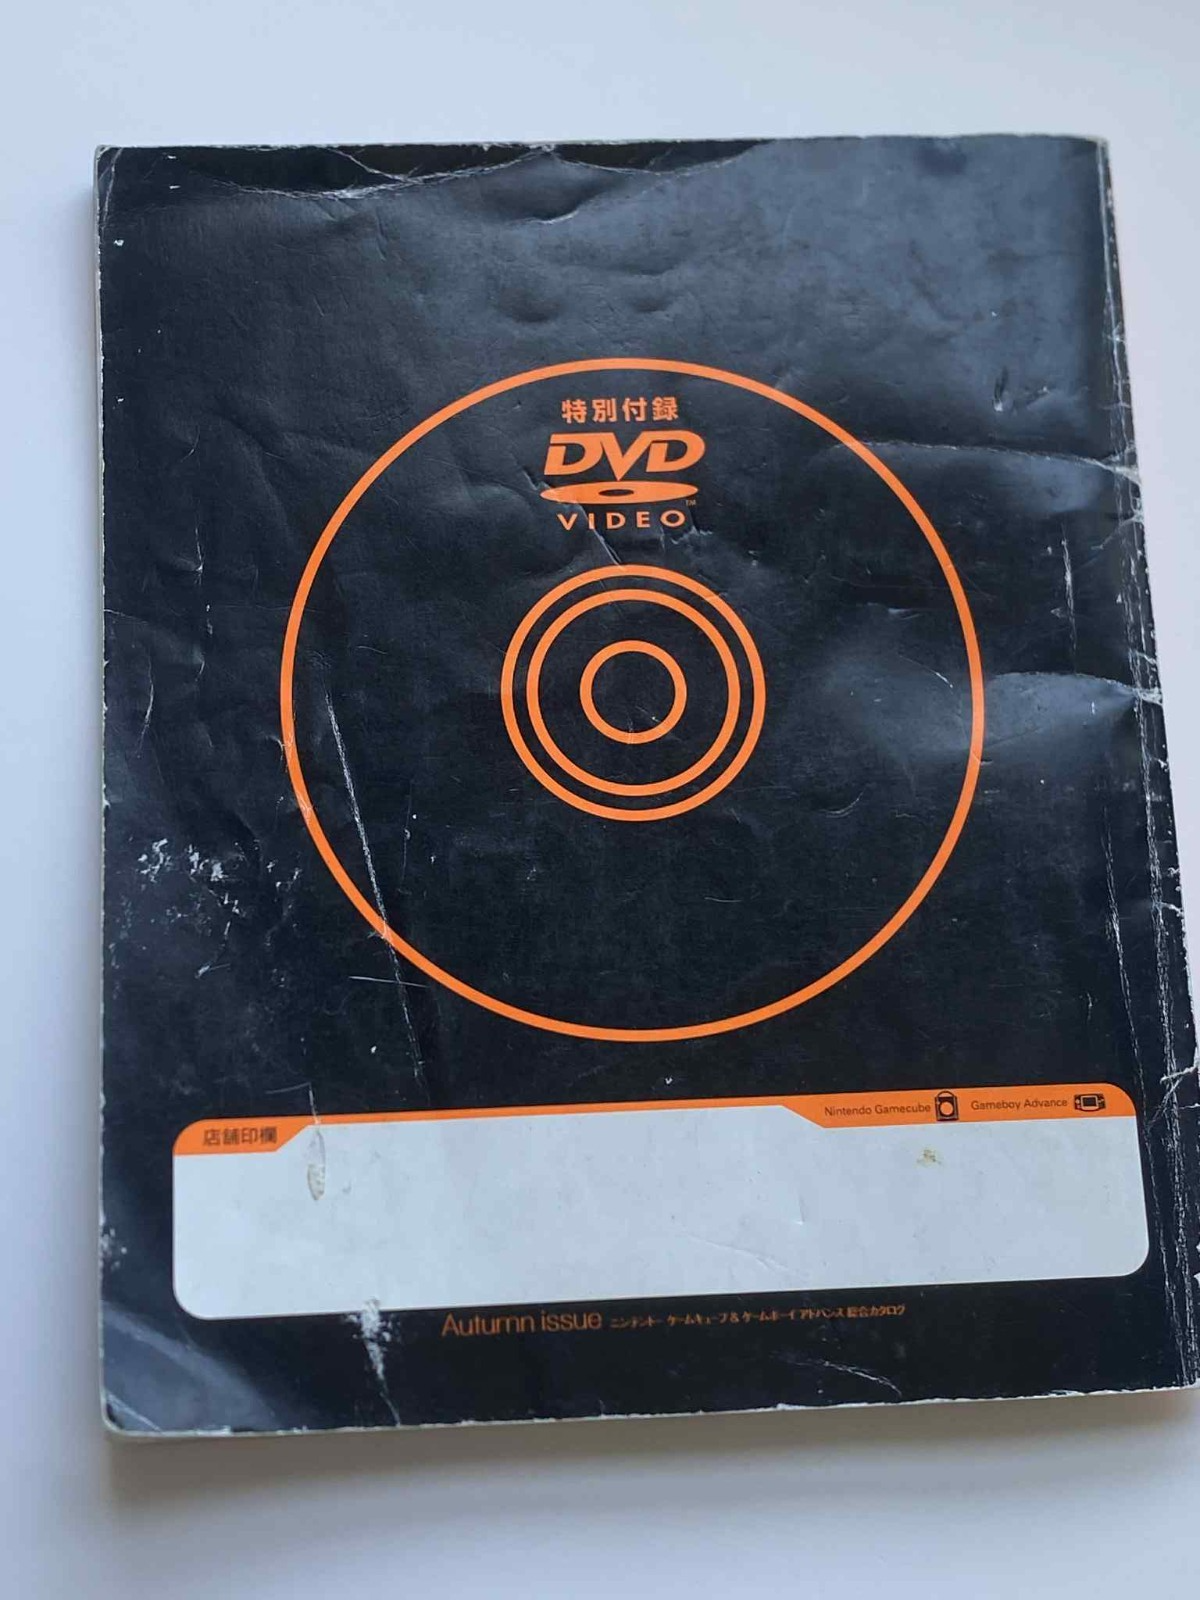 特別付録
DVD
VIDEO™
Nintendo Gamecube Gameboy Advance
店舗印欄
Autumn issue ニンテンドーゲームキューブ&ゲームボーイアドバンス 総合カタログ